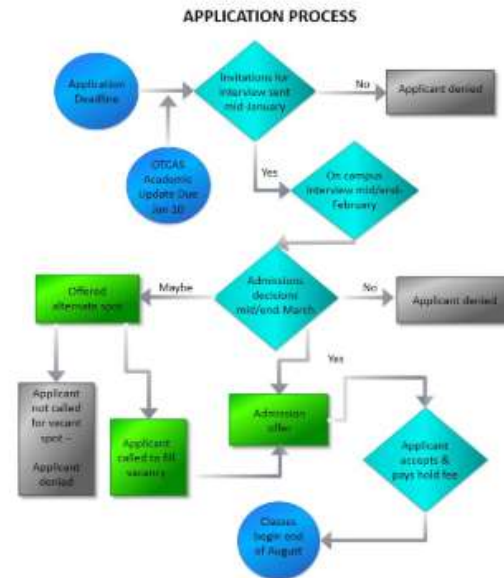 APPLICATION PROCESS
Application
Deadline
Invitations for
interview sent
mid-January
No
Applicant denied
OTCAS
Academic
Update Due
Jan 10
Yes
On campus
interview mid/end-
February
Admissions
decisions
mid/end March
Maybe
Offered
alternate spot
No
Applicant denied
Yes
Applicant
not called
for vacant
spot –
Applicant
denied
Applicant
called to fill
vacancy
Admission
offer
Applicant
accepts &
pays hold fee
Classes
begin end
of August